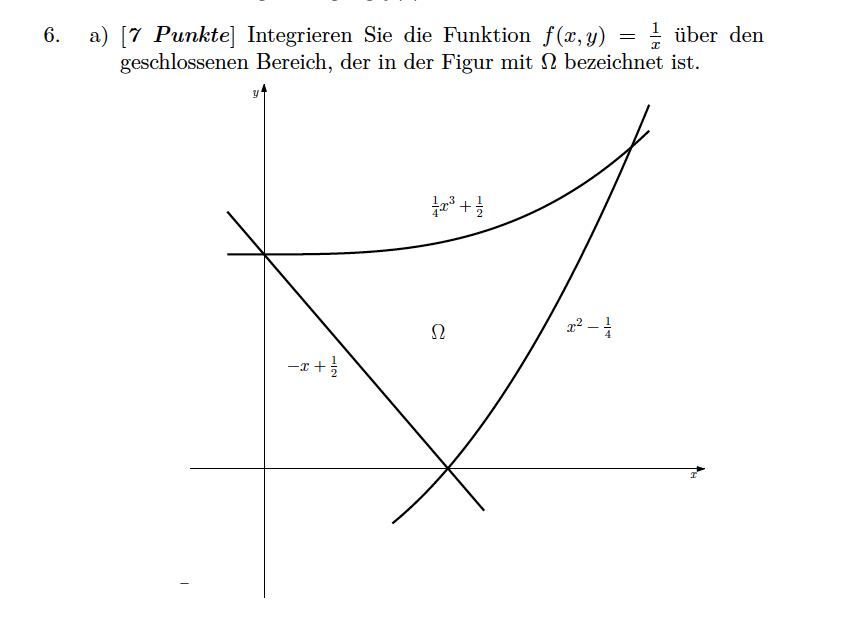 6. a) [7 Punkte] Integrieren Sie die Funktion f(x, y) = 1/x über den
geschlossenen Bereich, der in der Figur mit Ω bezeichnet ist.
y
1/4x³ + 1/2
Ω
x² − 1/4
−x + 1/2
x